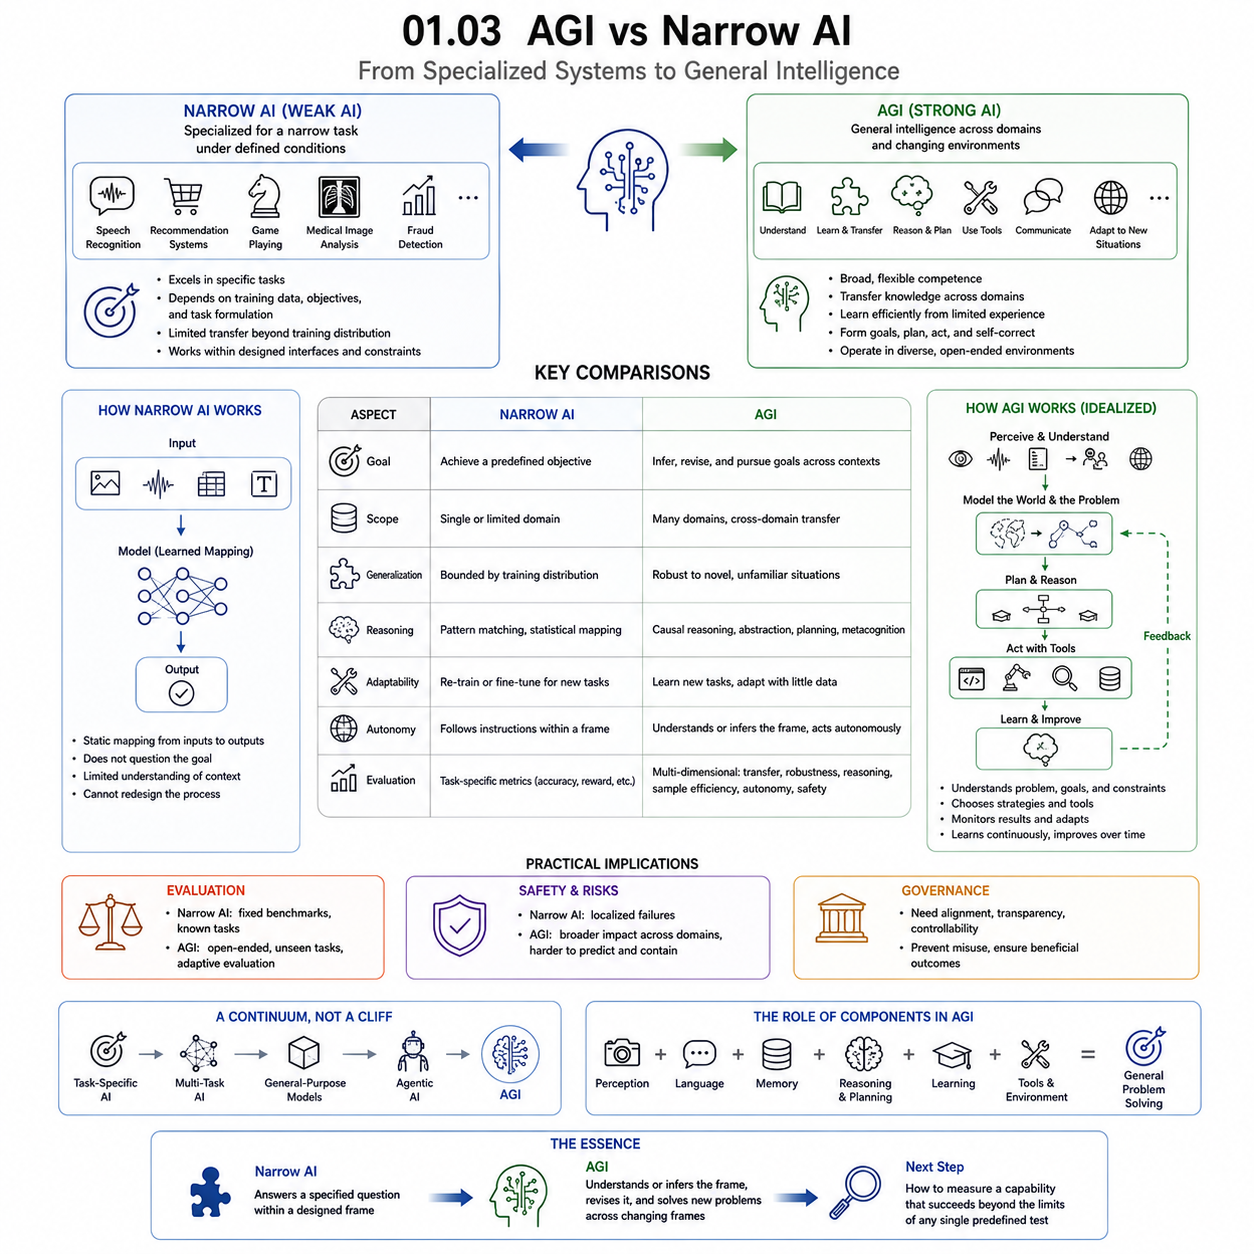 01.03 AGI vs Narrow AI
From Specialized Systems to General Intelligence
NARROW AI (WEAK AI)
Specialized for a narrow task
under defined conditions
Speech
Recognition
Recommendation
Systems
Game
Playing
Medical Image
Analysis
Fraud
Detection
...
• Excels in specific tasks
• Depends on training data, objectives,
and task formulation
• Limited transfer beyond training distribution
• Works within designed interfaces and constraints
AGI (STRONG AI)
General intelligence across domains
and changing environments
Understand
Learn & Transfer
Reason & Plan
Use Tools
Communicate
Adapt to New
Situations
...
• Broad, flexible competence
• Transfer knowledge across domains
• Learn efficiently from limited experience
• Form goals, plan, act, and self-correct
• Operate in diverse, open-ended environments
KEY COMPARISONS
HOW NARROW AI WORKS
Input
T
Model (Learned Mapping)
Output
• Static mapping from inputs to outputs
• Does not question the goal
• Limited understanding of context
• Cannot redesign the process
ASPECT NARROW AI AGI
Goal Achieve a predefined objective Infer, revise, and pursue goals across contexts
Scope Single or limited domain Many domains, cross-domain transfer
Generalization Bounded by training distribution Robust to novel, unfamiliar situations
Reasoning Pattern matching, statistical mapping Causal reasoning, abstraction, planning, metacognition
Adaptability Re-train or fine-tune for new tasks Learn new tasks, adapt with little data
Autonomy Follows instructions within a frame Understands or infers the frame, acts autonomously
Evaluation Task-specific metrics (accuracy, reward, etc.) Multi-dimensional: transfer, robustness, reasoning,
sample efficiency, autonomy, safety
HOW AGI WORKS (IDEALIZED)
Perceive & Understand
Model the World & the Problem
Plan & Reason
Feedback
Act with Tools
</>
Learn & Improve
• Understands problem, goals, and constraints
• Chooses strategies and tools
• Monitors results and adapts
• Learns continuously, improves over time
PRACTICAL IMPLICATIONS
EVALUATION
• Narrow AI: fixed benchmarks,
known tasks
• AGI: open-ended, unseen tasks,
adaptive evaluation
SAFETY & RISKS
• Narrow AI: localized failures
• AGI: broader impact across domains,
harder to predict and contain
GOVERNANCE
• Need alignment, transparency,
controllability
• Prevent misuse, ensure beneficial
outcomes
A CONTINUUM, NOT A CLIFF
Task-Specific
AI
Multi-Task
AI
General-Purpose
Models
Agentic
AI
AGI
THE ROLE OF COMPONENTS IN AGI
Perception
+
Language
+
Memory
+
Reasoning
& Planning
+
Learning
+
Tools &
Environment
=
General
Problem
Solving
THE ESSENCE
Narrow AI
Answers a specified question
within a designed frame
AGI
Understands or infers the frame,
revises it, and solves new problems
across changing frames
Next Step
How to measure a capability
that succeeds beyond the limits
of any single predefined test